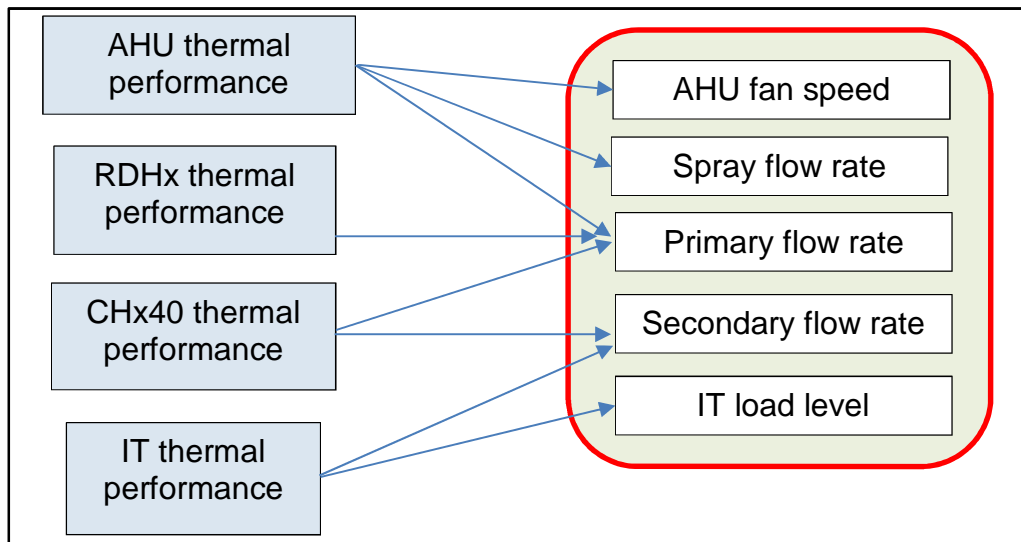 AHU thermal
performance
RDHx thermal
performance
CHx40 thermal
performance
IT thermal
performance
AHU fan speed
Spray flow rate
Primary flow rate
Secondary flow rate
IT load level